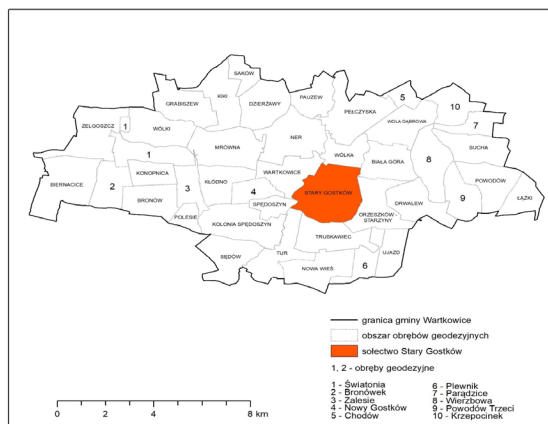 SAKÓW
KIKI
GRABISZEW
DZIERŻAWY
PAUZEW
PEŁCZYSKA
5
10
WOLA DĄBROWA
7
ZELGOSZCZ
1
WÓLKI
NER
MRÓWNA
SUCHA
WÓLKA
8
1
BIAŁA GÓRA
KONOPNICA
WARTKOWICE
KŁÓDNO
POWODÓW
BIERNACICE
2
3
4
STARY GOSTKÓW
BRONÓW
DRWALEW
9
ŁĄŻKI
SPĘDOSZYN
POLESIE
ORZESZKÓW-
STARZYNY
KOLONIA SPĘDOSZYN
TRUSKAWIEC
SĘDÓW
TUR
UJAZD
NOWA WIEŚ
6
granica gminy Wartkowice
obszar obrębów geodezyjnych
sołectwo Stary Gostków
1, 2 - obręby geodezyjne
1 - Światonia
2 - Bronówek
3 - Zalesie
4 - Nowy Gostków
5 - Chodów
6 - Plewnik
7 - Parądzice
8 - Wierzbowa
9 - Powodów Trzeci
10 - Krzepocinek
0 2 4 8 km